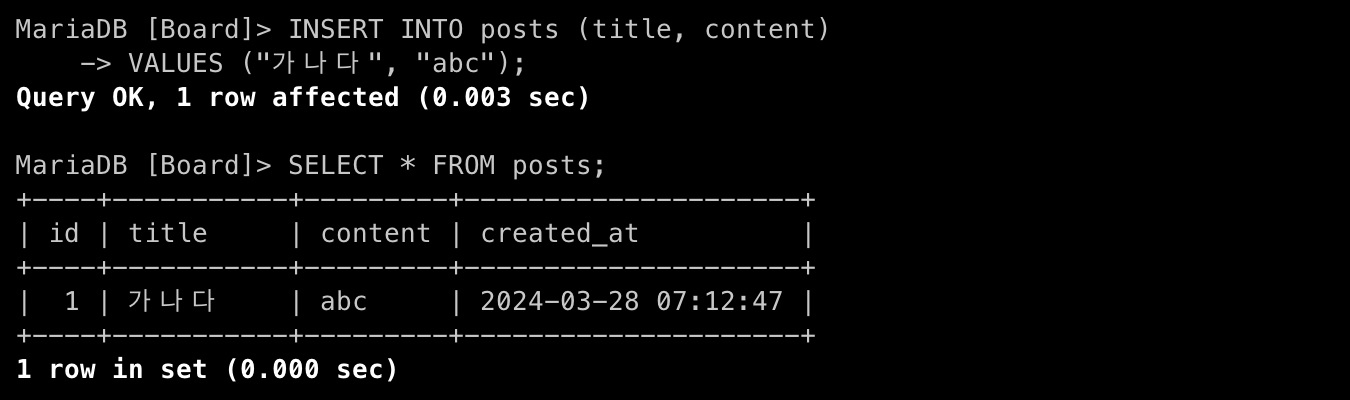 MariaDB [Board]> INSERT INTO posts (title, content)
    -> VALUES ("가나다", "abc");
Query OK, 1 row affected (0.003 sec)

MariaDB [Board]> SELECT * FROM posts;
+----+-----------+---------+---------------------+
| id | title     | content | created_at          |
+----+-----------+---------+---------------------+
|  1 | 가나다    | abc     | 2024-03-28 07:12:47 |
+----+-----------+---------+---------------------+
1 row in set (0.000 sec)